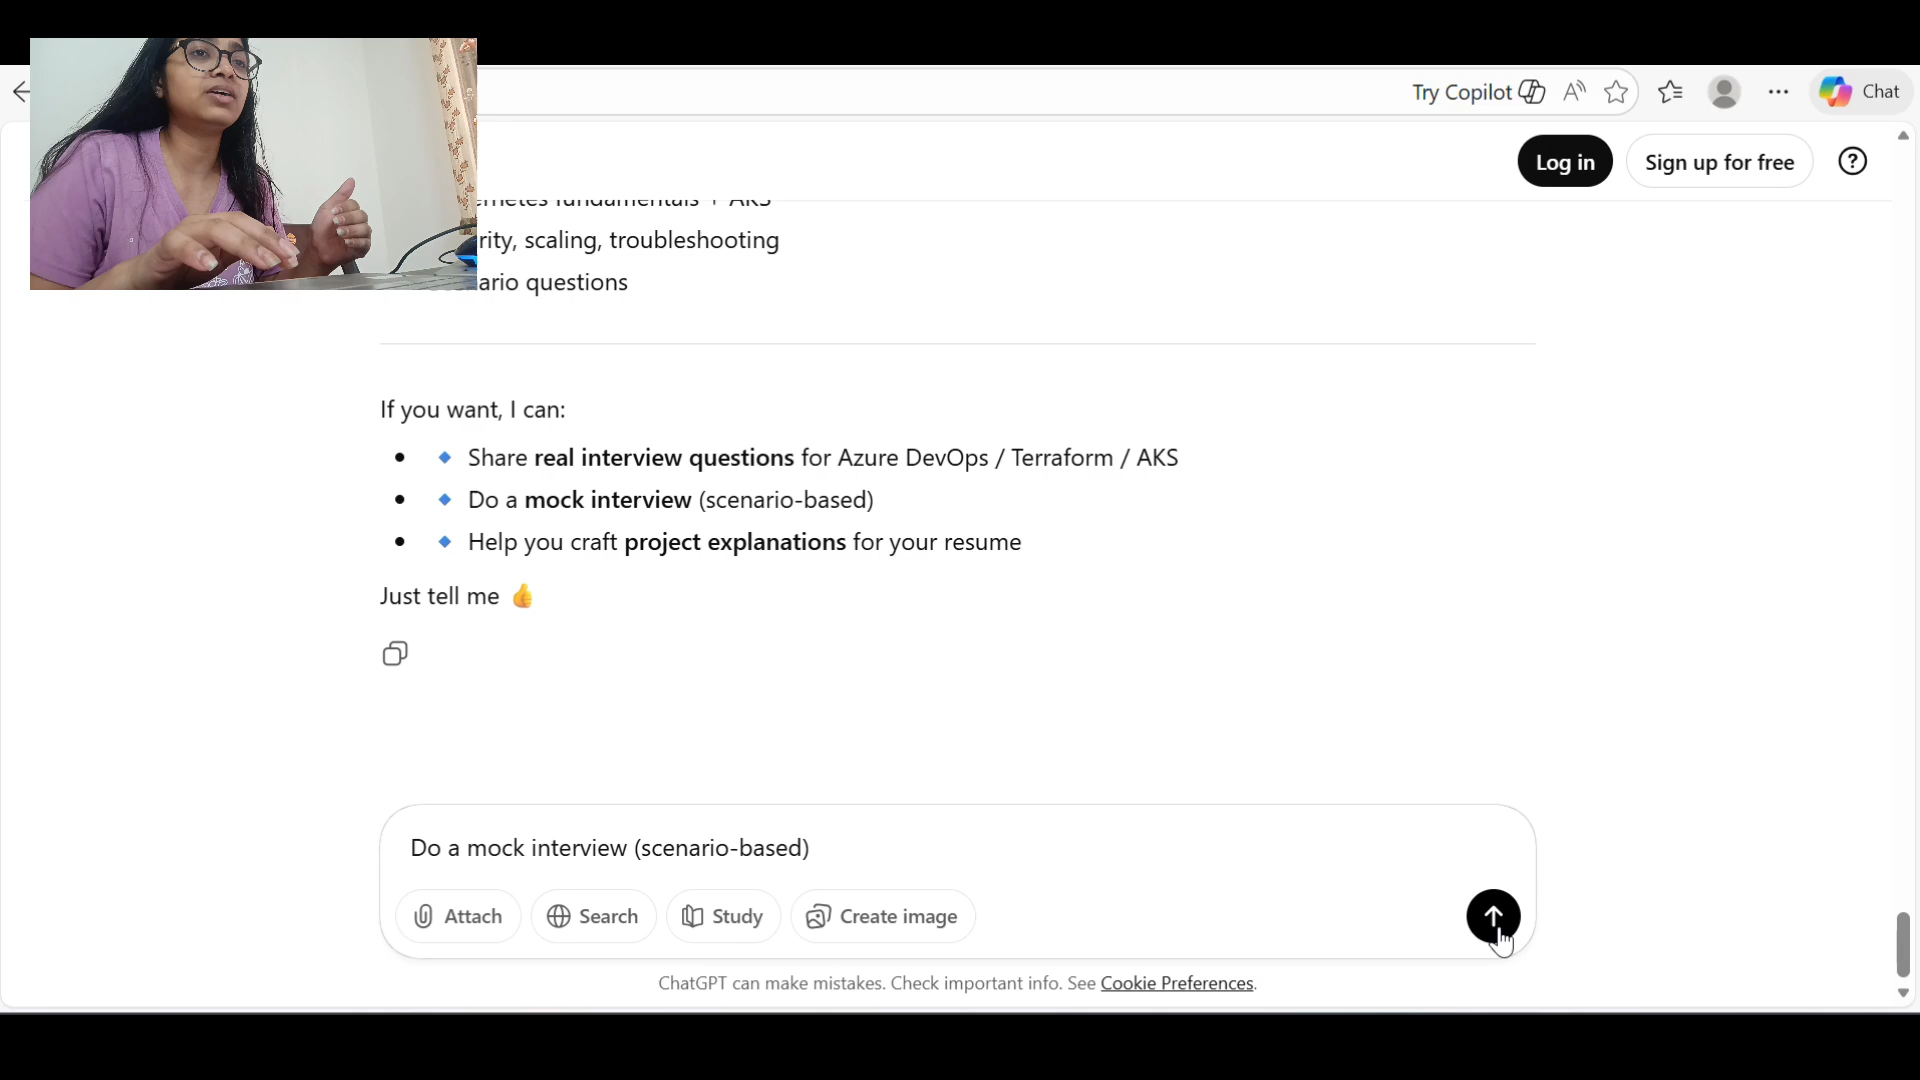 Try Copilot
Chat
Log in
Sign up for free
fundamentals + AKS
scaling, troubleshooting
questions
If you want, I can:
Share real interview questions for Azure DevOps / Terraform / AKS
Do a mock interview (scenario-based)
Help you craft project explanations for your resume
Just tell me 👍
Do a mock interview (scenario-based)
Attach
Search
Study
Create image
ChatGPT can make mistakes. Check important info. See Cookie Preferences.